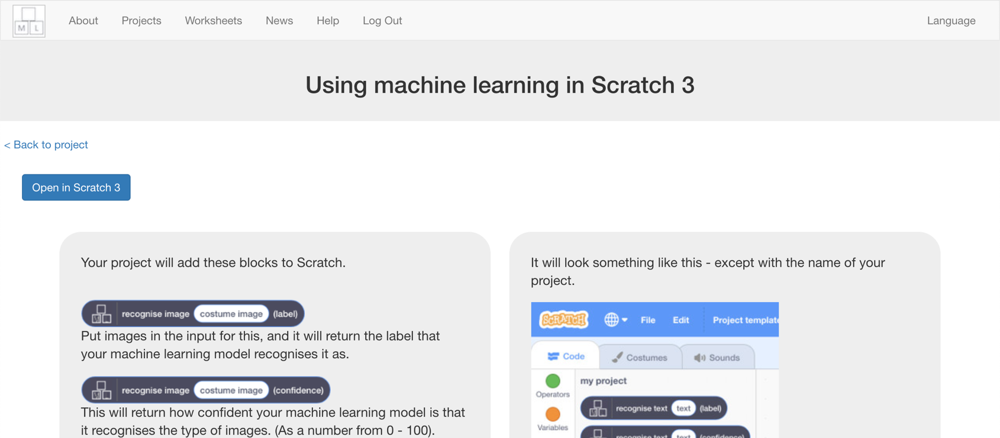 M L
About Projects Worksheets News Help Log Out Language
Using machine learning in Scratch 3
< Back to project
Open in Scratch 3
Your project will add these blocks to Scratch.
recognise image costume image (label)
Put images in the input for this, and it will return the label that
your machine learning model recognises it as.
recognise image costume image (confidence)
This will return how confident your machine learning model is that
it recognises the type of images. (As a number from 0 - 100).
It will look something like this - except with the name of your
project.
SCRATCH File Edit Project template
Code Costumes Sounds
my project
Operators
recognise text text (label)
Variables
recognise text text (confidence)